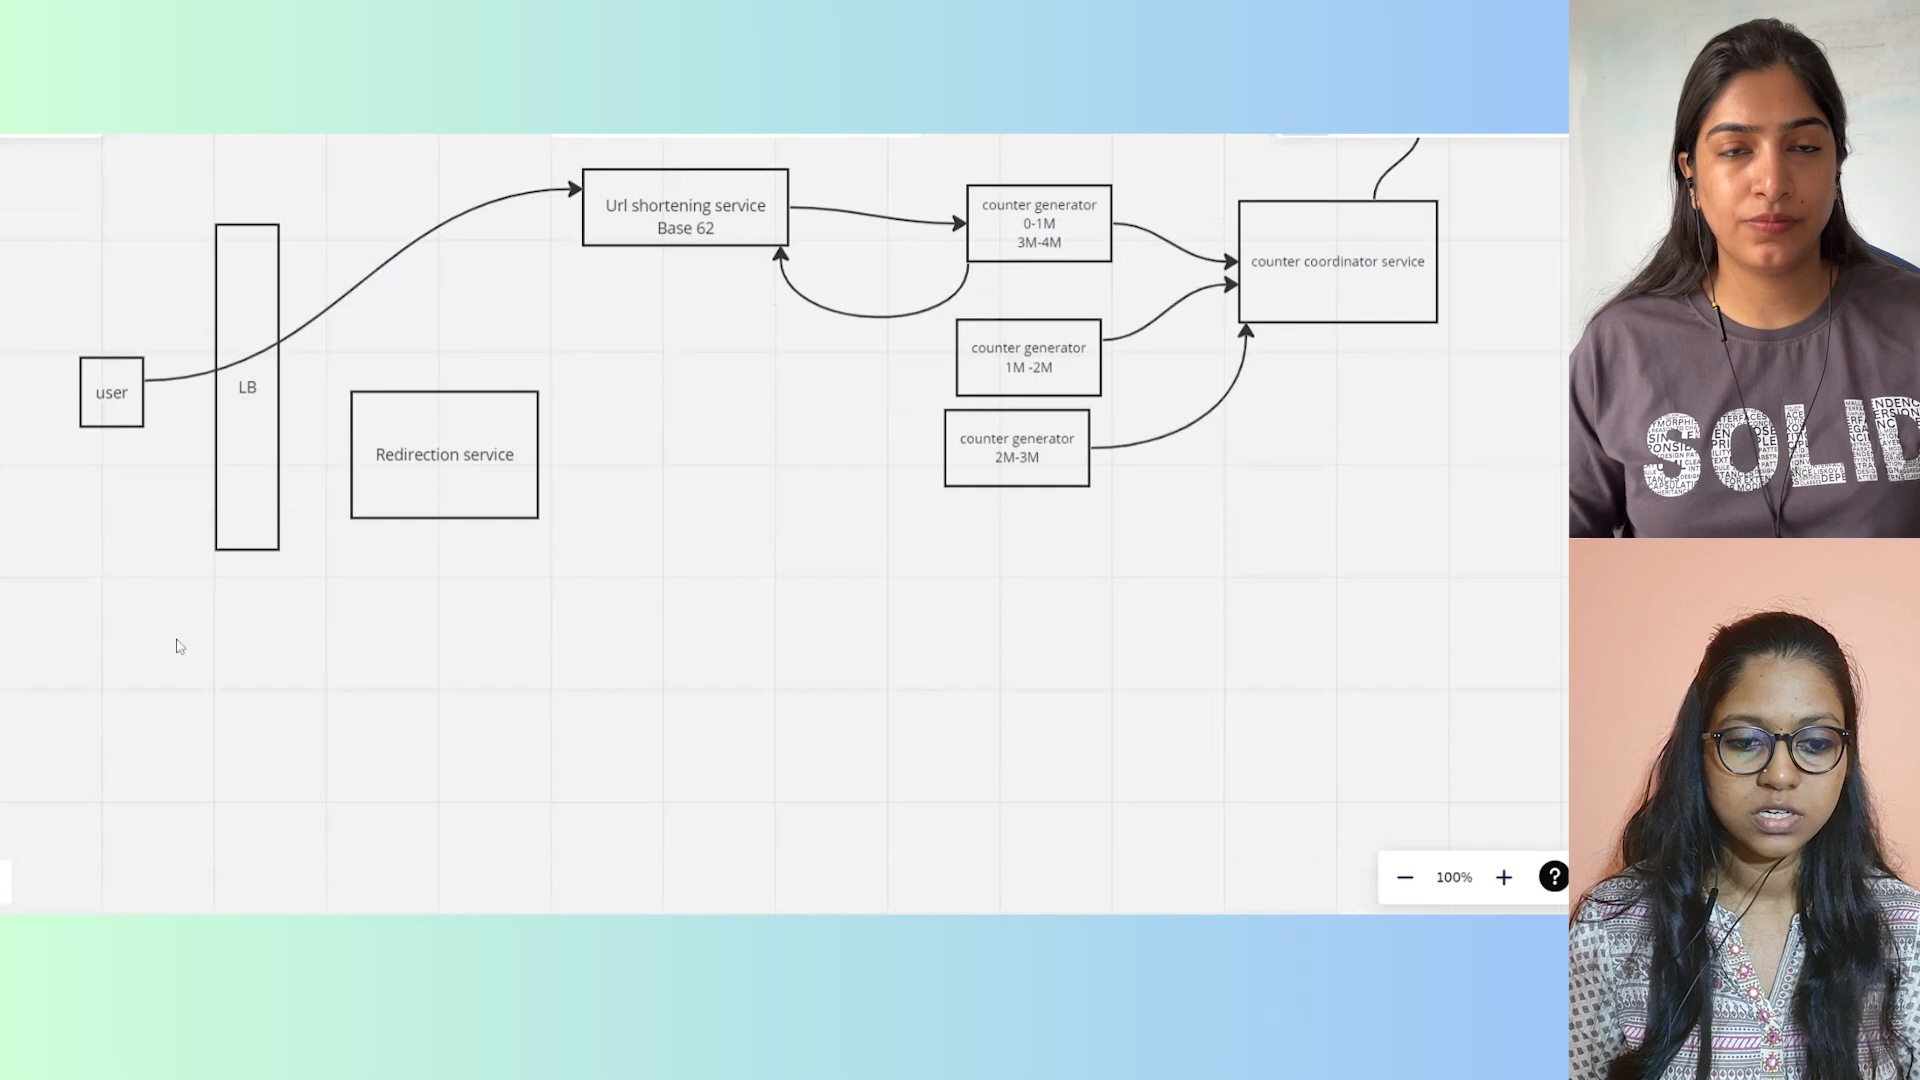 Url shortening service
Base 62
counter generator
0-1M
3M-4M
counter coordinator service
user
LB
counter generator
1M -2M
Redirection service
counter generator
2M-3M
100%
?
SOLID